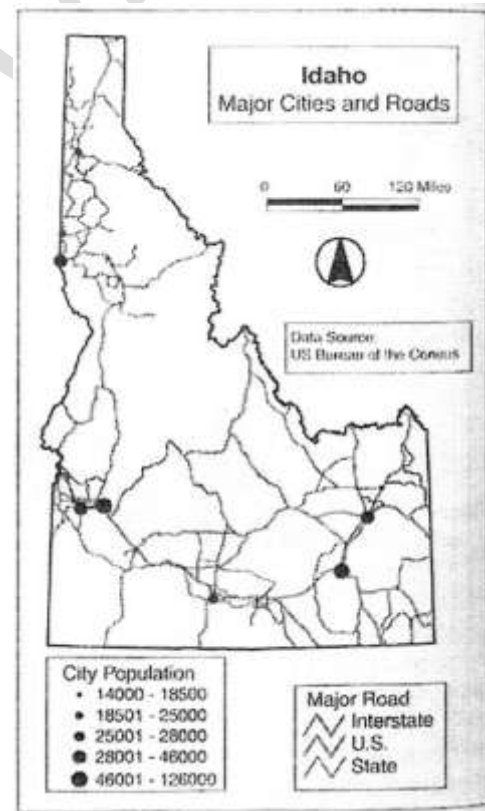 Idaho
Major Cities and Roads
0 60 120 Miles
Data Source:
US Bureau of the Census
City Population
14000 - 18500
18501 - 25000
25001 - 28000
28001 - 46000
46001 - 126000
Major Road
Interstate
U.S.
State